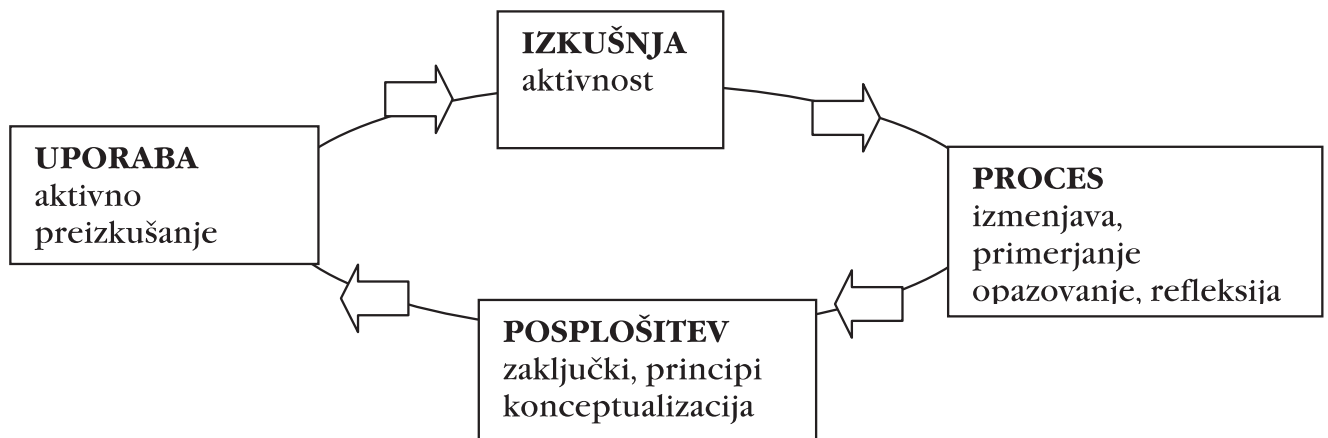 IZKUŠNJA
aktivnost
UPORABA
aktivno
preizkušanje
PROCES
izmenjava,
primerjanje
opazovanje, refleksija
POSPLOŠITEV
zaključki, principi
konceptualizacija